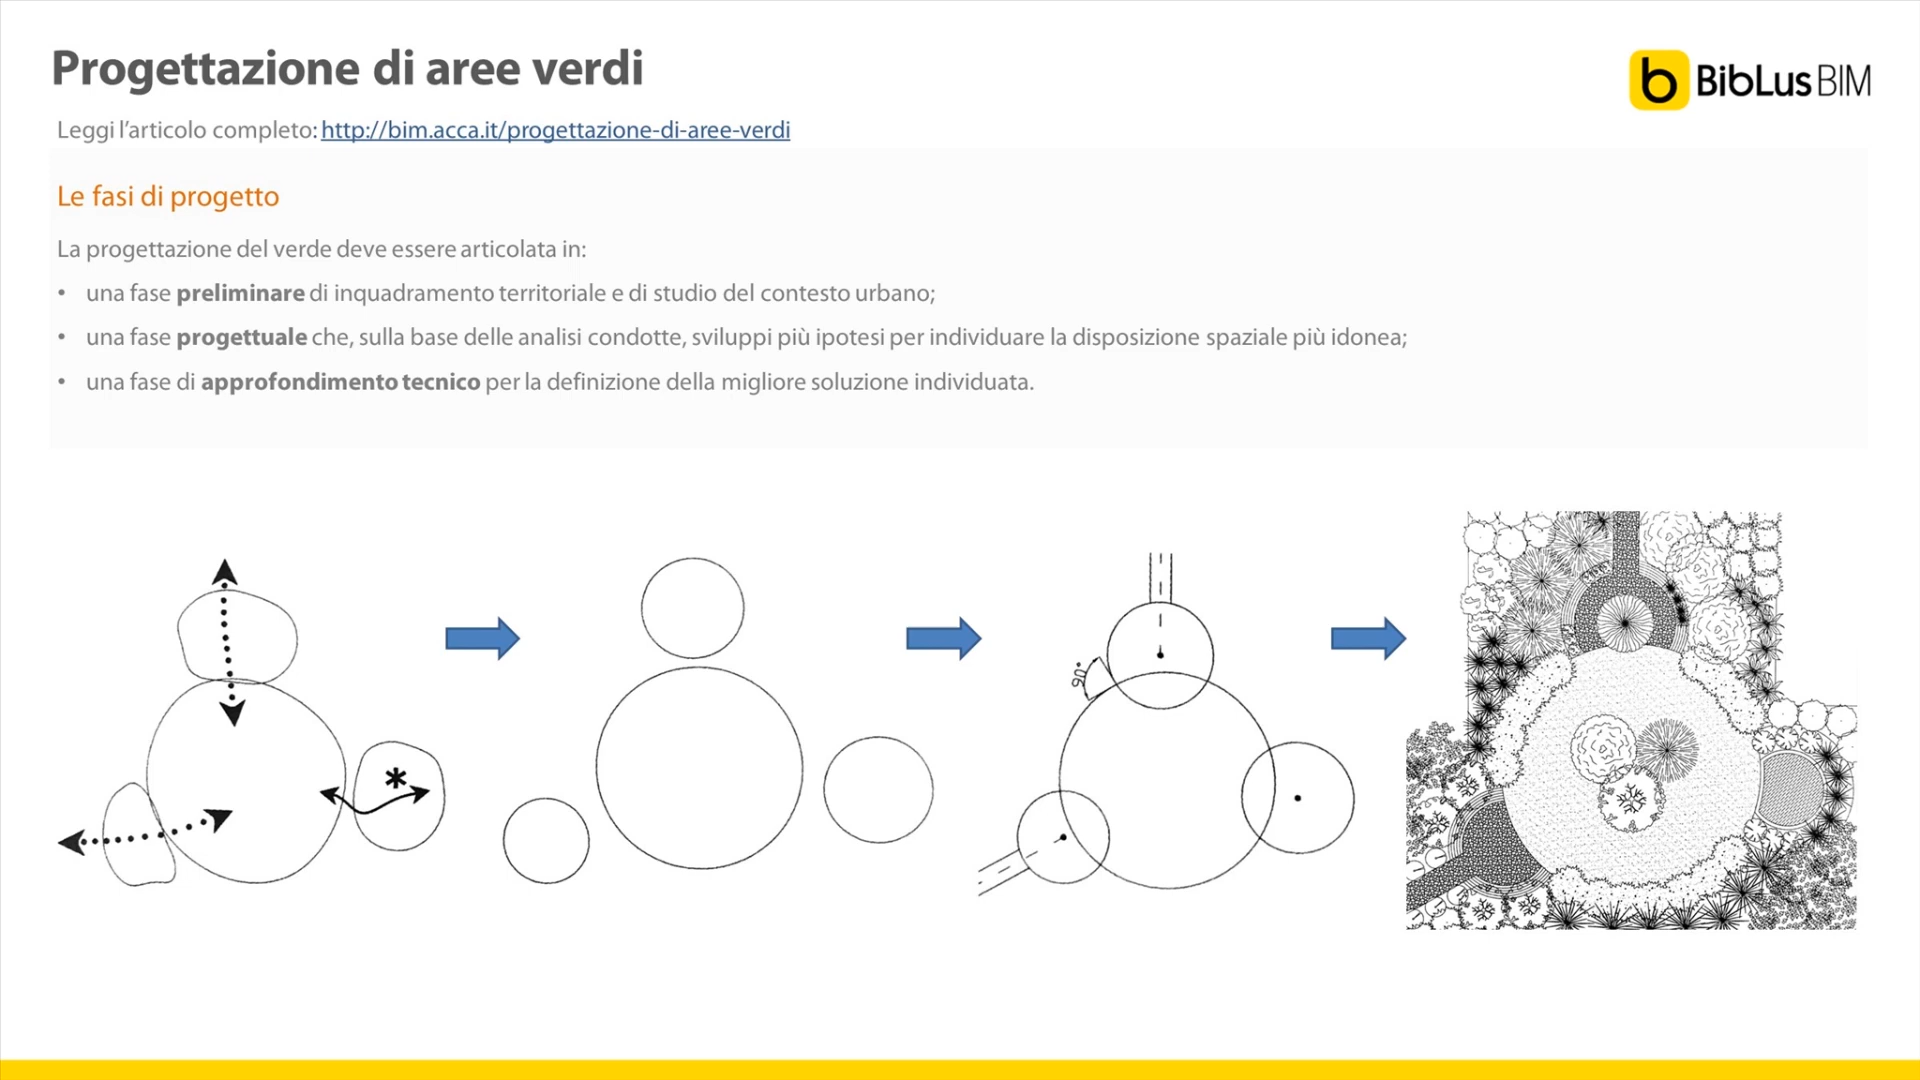 Progettazione di aree verdi
b BibLus BIM
Leggi l’articolo completo: http://bim.acca.it/progettazione-di-aree-verdi
Le fasi di progetto
La progettazione del verde deve essere articolata in:
• una fase preliminare di inquadramento territoriale e di studio del contesto urbano;
• una fase progettuale che, sulla base delle analisi condotte, sviluppi più ipotesi per individuare la disposizione spaziale più idonea;
• una fase di approfondimento tecnico per la definizione della migliore soluzione individuata.
*
90°